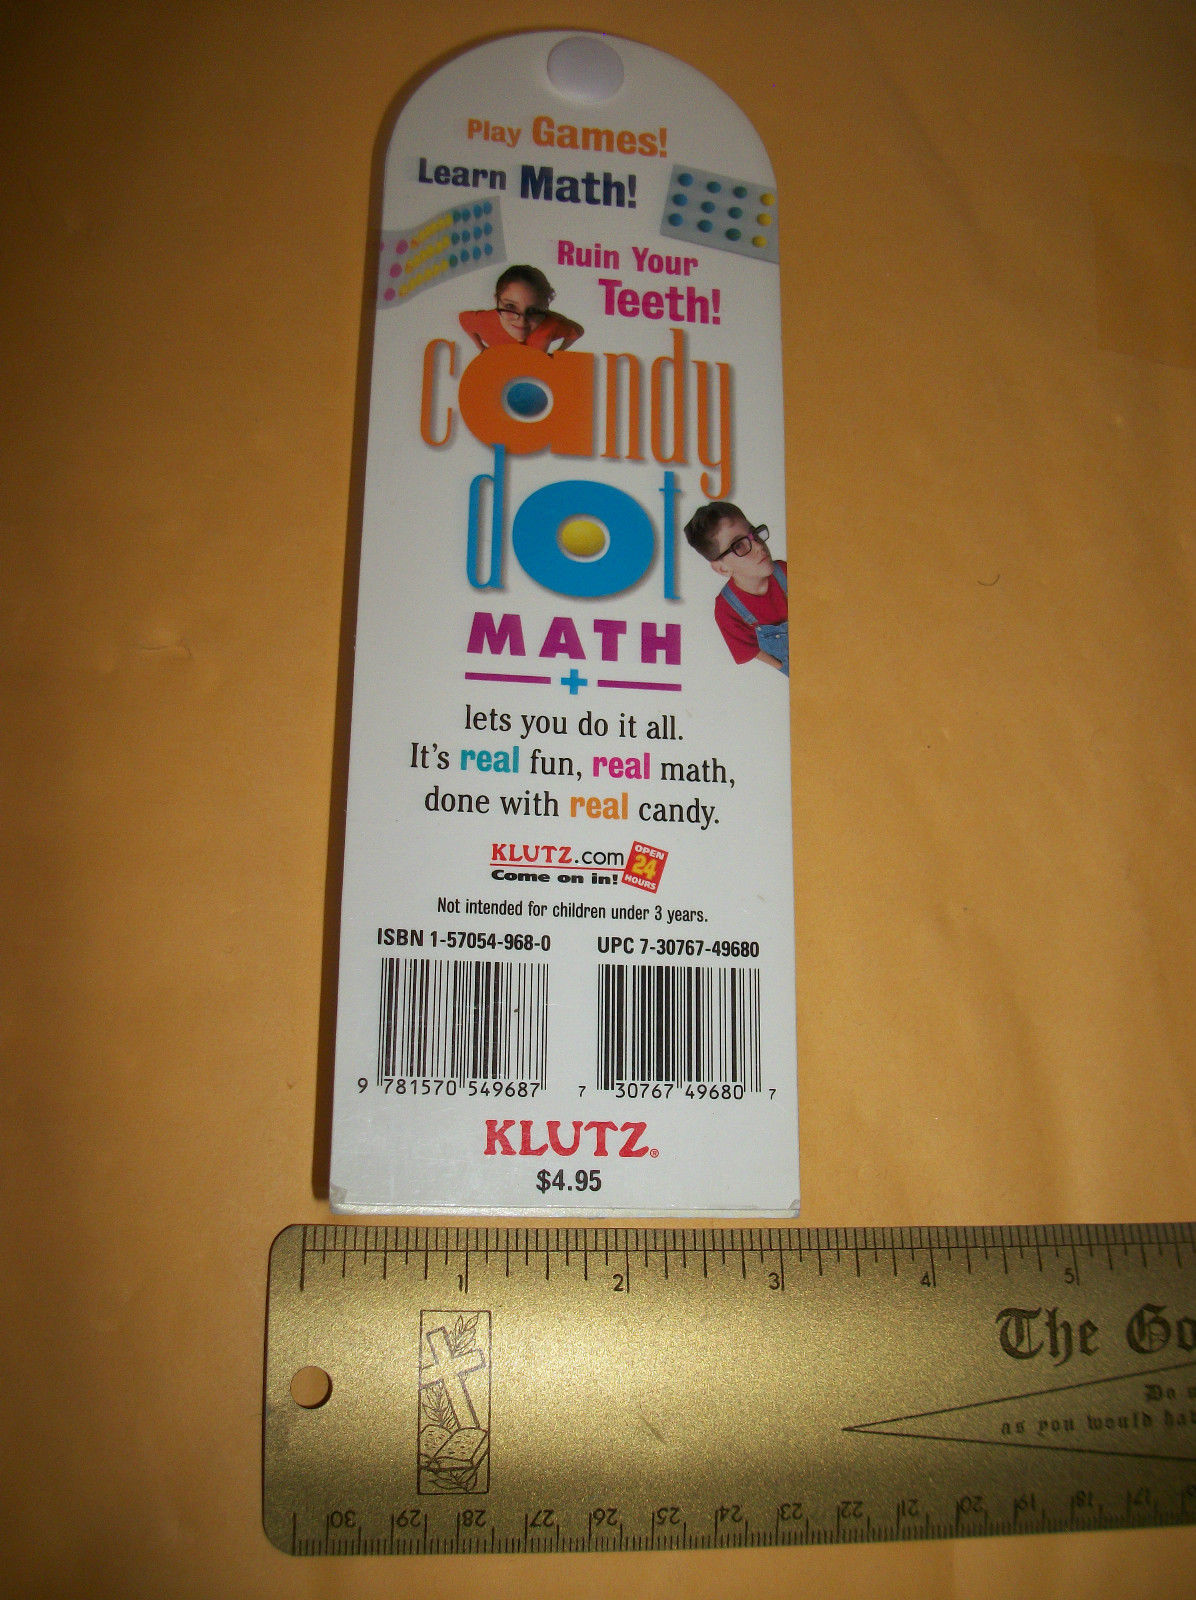 Play Games!
Learn Math!
Ruin Your
Teeth!
candy
dot
MATH
+
lets you do it all.
It's real fun, real math,
done with real candy.
KLUTZ.com
Come on in!
OPEN
24
HOURS
Not intended for children under 3 years.
ISBN 1-57054-968-0
UPC 7-30767-49680
9 781570 549687
7 30767 49680 7
KLUTZ®
$4.95
1 2 3 4 5
The Go
Do
as you would ha
30 29 28 27 26 25 24 23 22 21 20 19 18 17